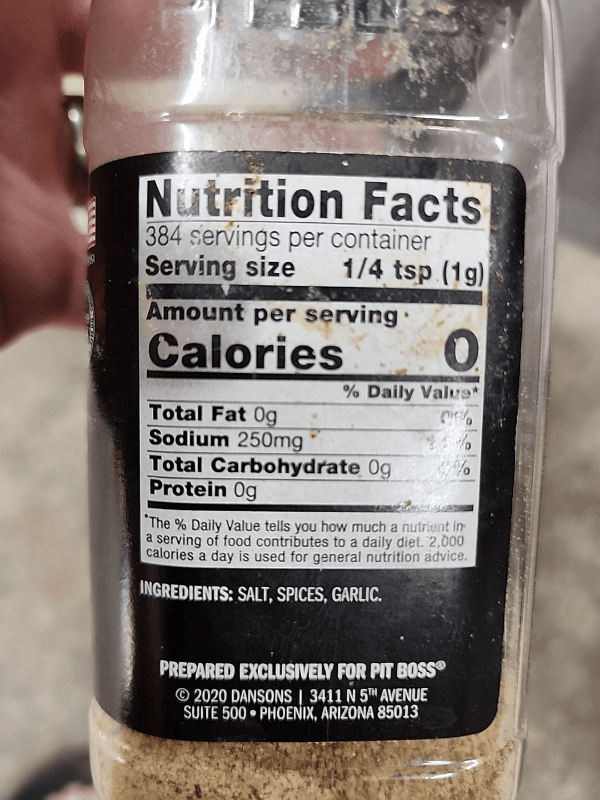 Nutrition Facts
384 servings per container
Serving size 1/4 tsp (1g)
Amount per serving
Calories 0
% Daily Value*
Total Fat 0g 0%
Sodium 250mg
Total Carbohydrate 0g 0%
Protein 0g
*The % Daily Value tells you how much a nutrient in
a serving of food contributes to a daily diet. 2,000
calories a day is used for general nutrition advice.
INGREDIENTS: SALT, SPICES, GARLIC.
PREPARED EXCLUSIVELY FOR PIT BOSS®
© 2020 DANSONS | 3411 N 5TH AVENUE
SUITE 500 • PHOENIX, ARIZONA 85013